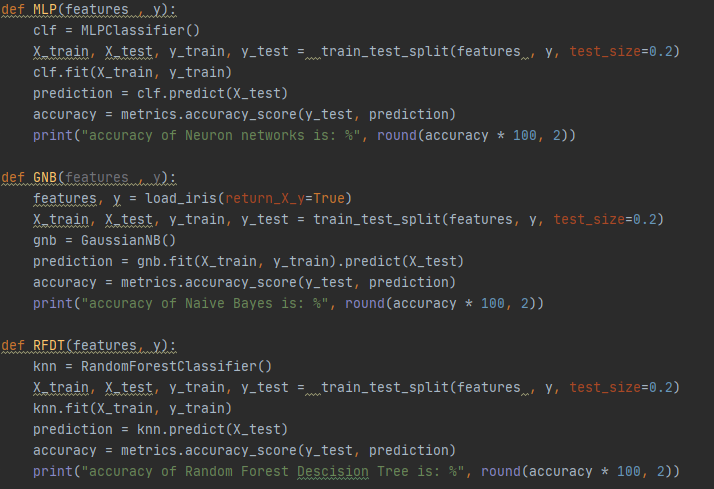 def MLP(features , y):
    clf = MLPClassifier()
    X_train, X_test, y_train, y_test =  train_test_split(features , y, test_size=0.2)
    clf.fit(X_train, y_train)
    prediction = clf.predict(X_test)
    accuracy = metrics.accuracy_score(y_test, prediction)
    print("accuracy of Neuron networks is: %", round(accuracy * 100, 2))
def GNB(features , y):
    features, y = load_iris(return_X_y=True)
    X_train, X_test, y_train, y_test = train_test_split(features, y, test_size=0.2)
    gnb = GaussianNB()
    prediction = gnb.fit(X_train, y_train).predict(X_test)
    accuracy = metrics.accuracy_score(y_test, prediction)
    print("accuracy of Naive Bayes is: %", round(accuracy * 100, 2))
def RFDT(features , y):
    knn = RandomForestClassifier()
    X_train, X_test, y_train, y_test =  train_test_split(features , y, test_size=0.2)
    knn.fit(X_train, y_train)
    prediction = knn.predict(X_test)
    accuracy = metrics.accuracy_score(y_test, prediction)
    print("accuracy of Random Forest Descision Tree is: %", round(accuracy * 100, 2))